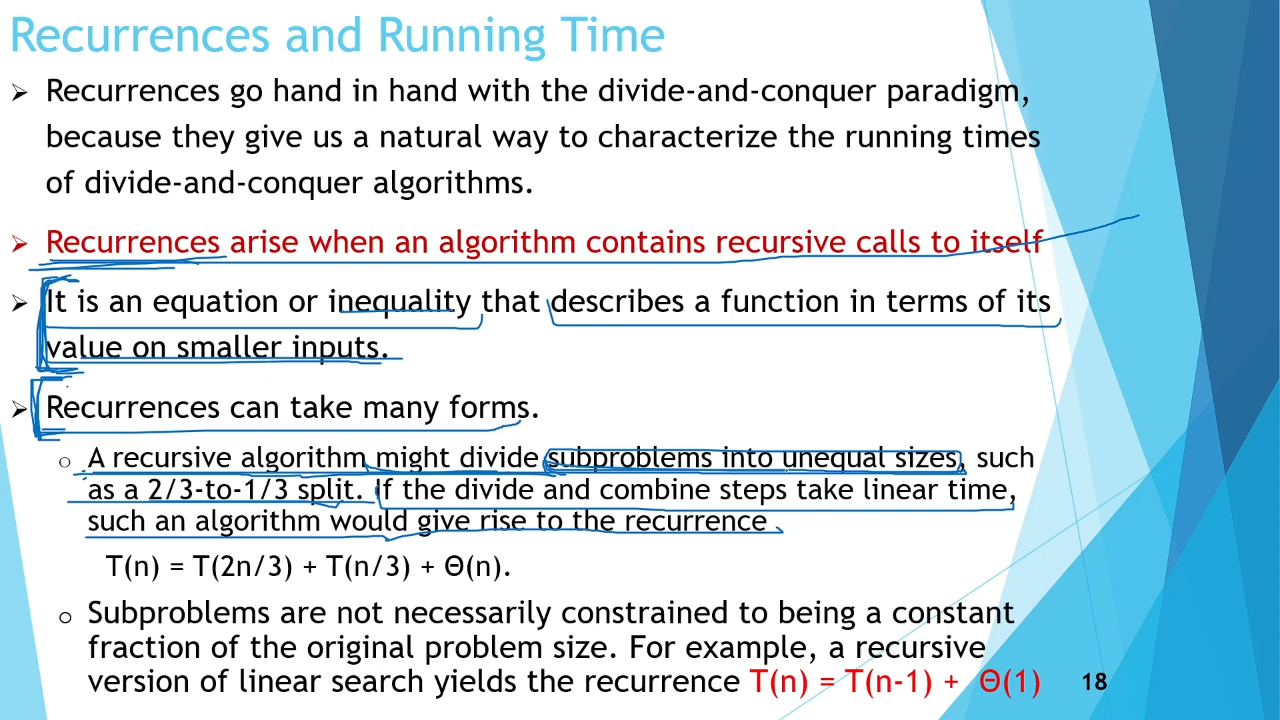 Recurrences and Running Time
➢ Recurrences go hand in hand with the divide-and-conquer paradigm,
because they give us a natural way to characterize the running times
of divide-and-conquer algorithms.
➢ Recurrences arise when an algorithm contains recursive calls to itself
➢ It is an equation or inequality that describes a function in terms of its
value on smaller inputs.
➢ Recurrences can take many forms.
○ A recursive algorithm might divide subproblems into unequal sizes, such
as a 2/3-to-1/3 split. If the divide and combine steps take linear time,
such an algorithm would give rise to the recurrence
T(n) = T(2n/3) + T(n/3) + Θ(n).
○ Subproblems are not necessarily constrained to being a constant
fraction of the original problem size. For example, a recursive
version of linear search yields the recurrence T(n) = T(n-1) + Θ(1)
18